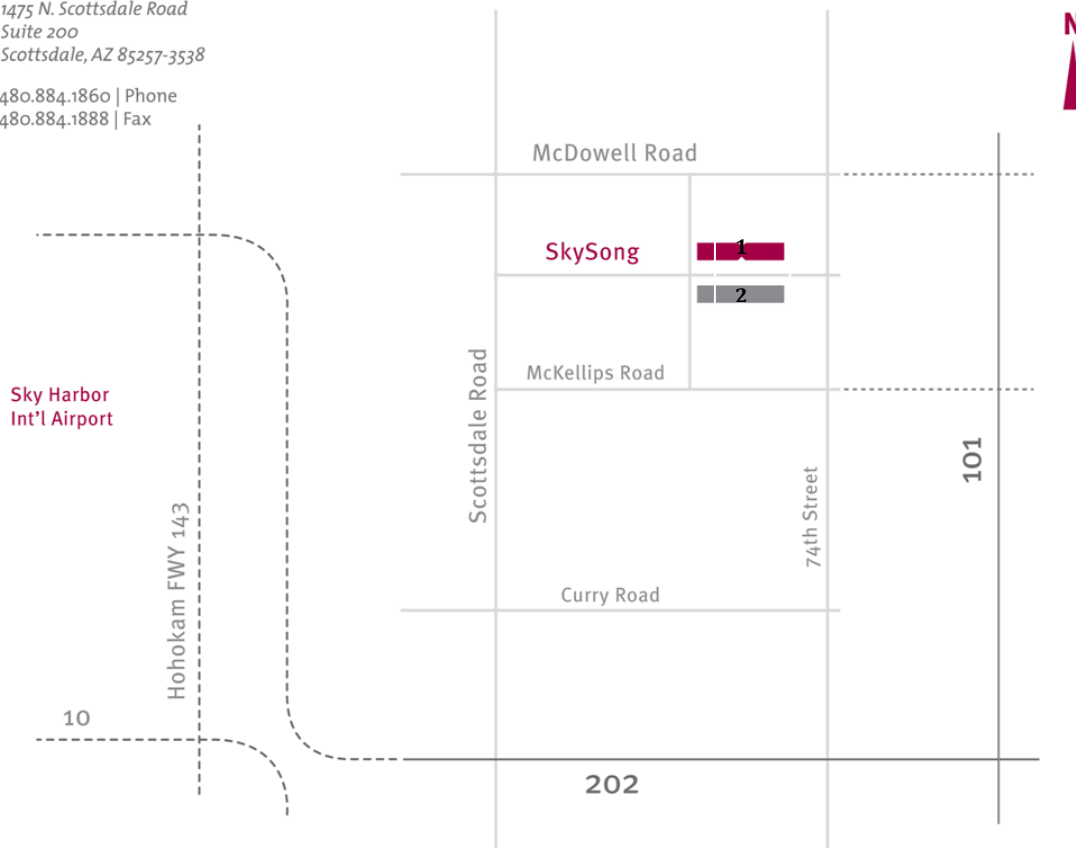 1475 N. Scottsdale Road
Suite 200
Scottsdale, AZ 85257-3538
480.884.1860 | Phone
480.884.1888 | Fax
N
McDowell Road
SkySong
1
2
McKellips Road
Scottsdale Road
Sky Harbor
Int'l Airport
101
74th Street
Hohokam FWY 143
Curry Road
10
202